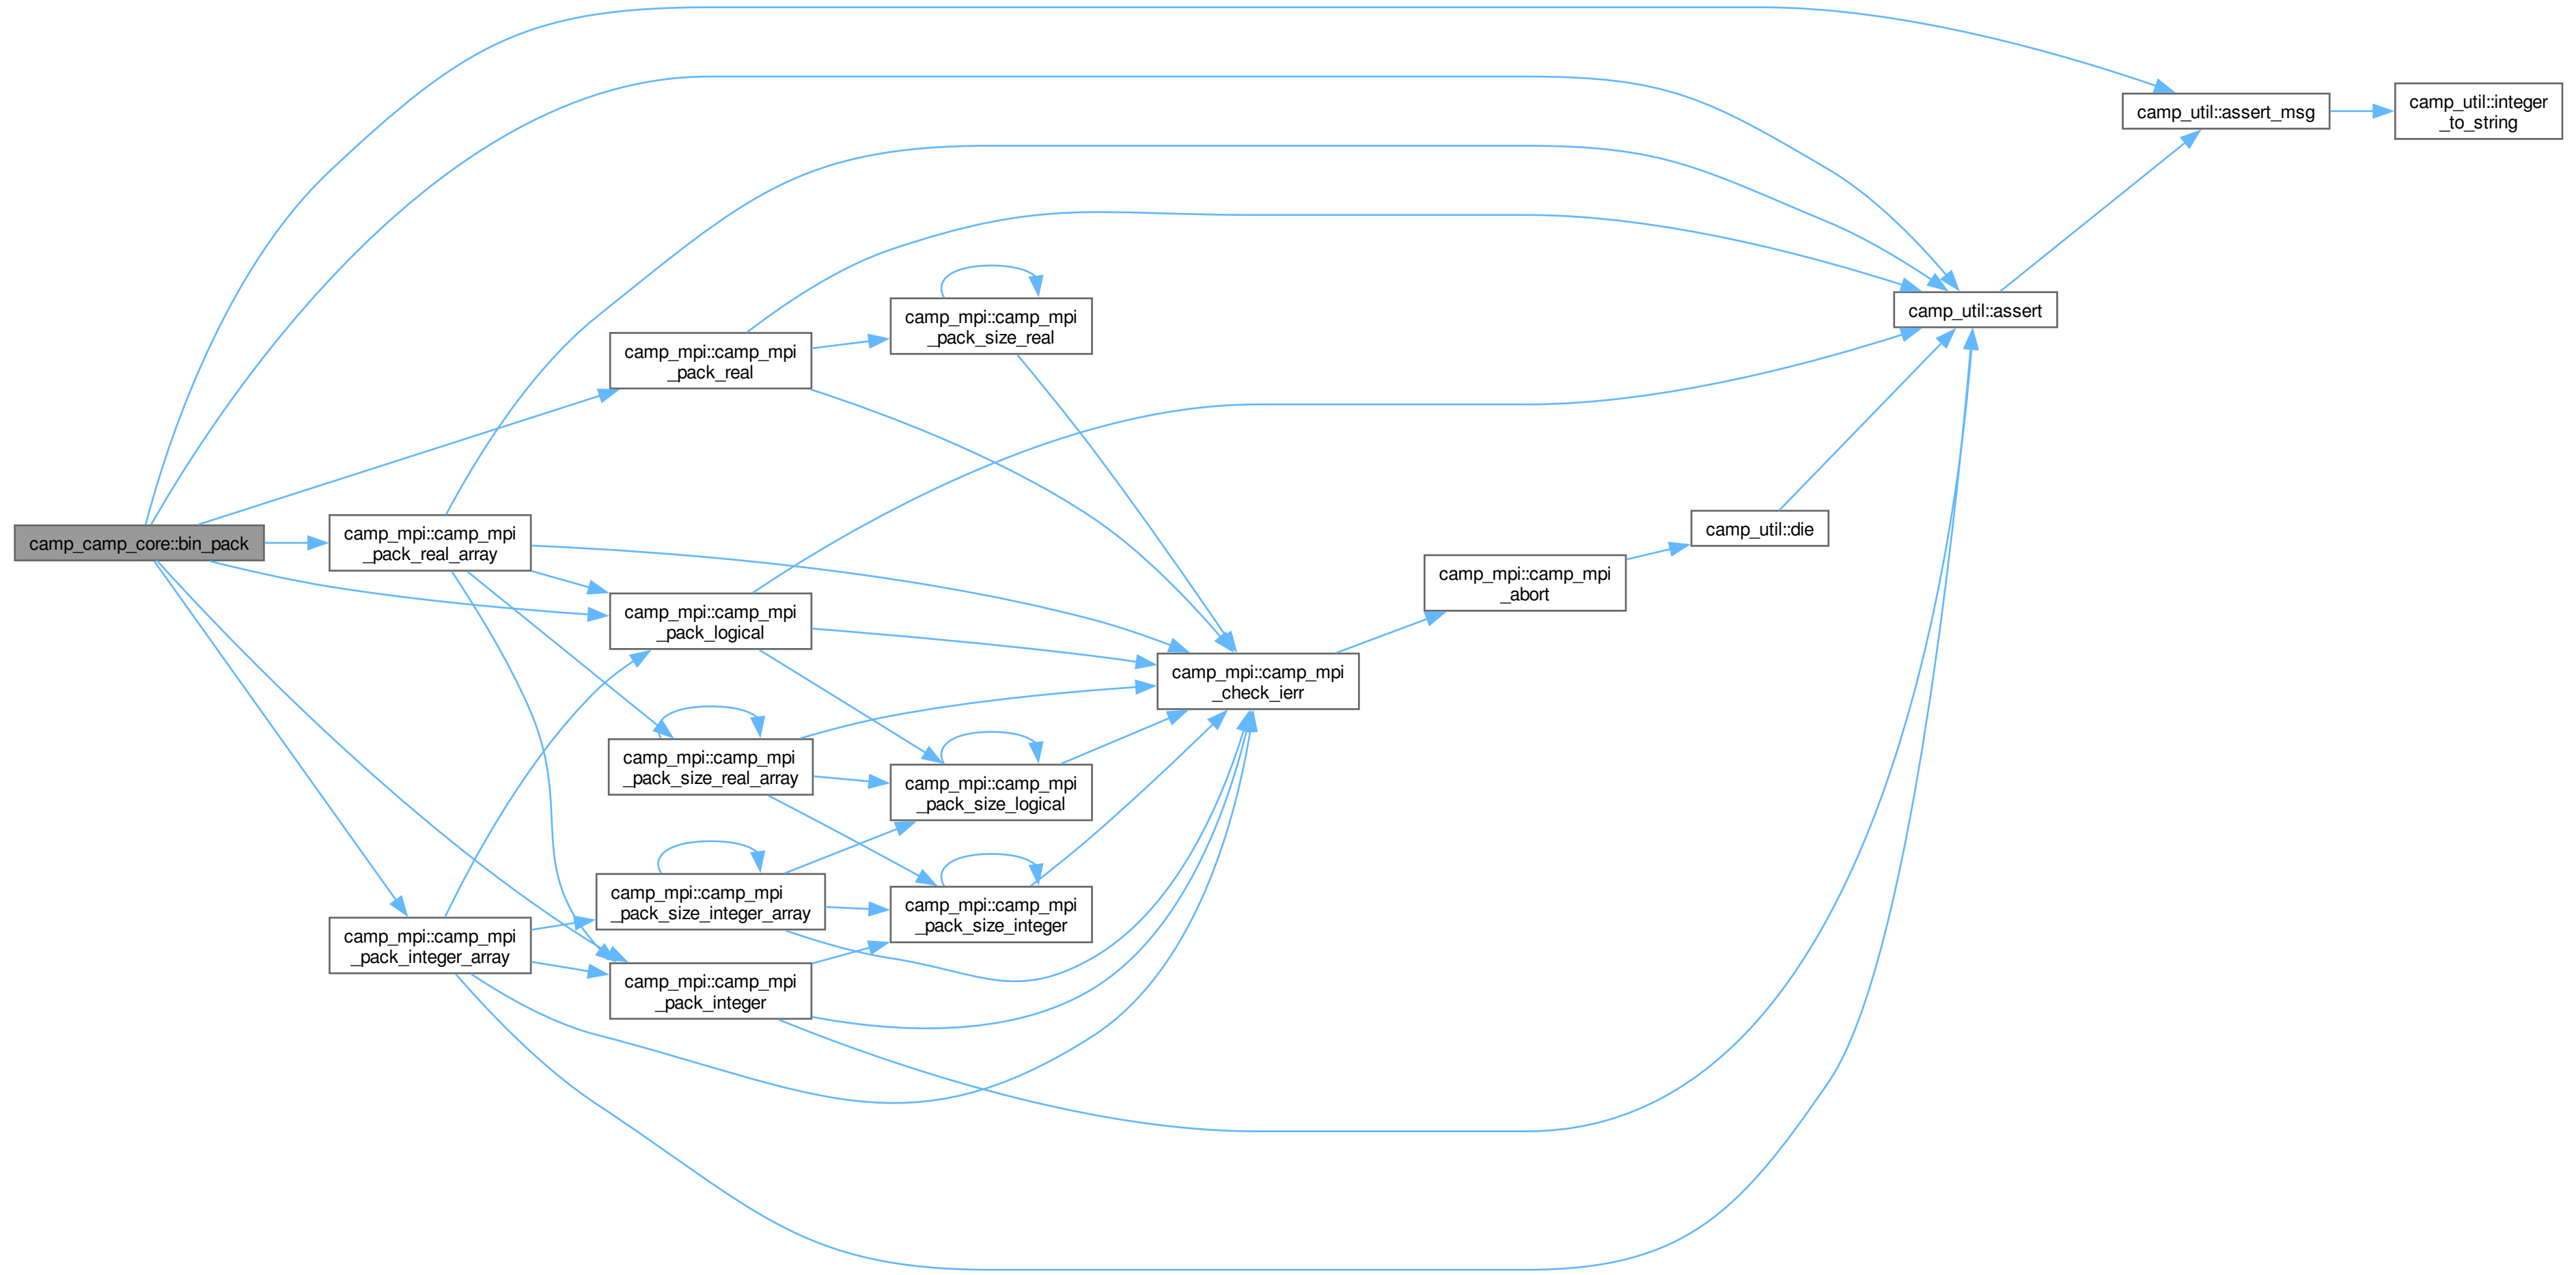 camp_util::assert_msg
camp_util::integer
_to_string
camp_util::assert
camp_mpi::camp_mpi
_pack_size_real
camp_mpi::camp_mpi
_pack_real
camp_camp_core::bin_pack
camp_mpi::camp_mpi
_pack_real_array
camp_util::die
camp_mpi::camp_mpi
_abort
camp_mpi::camp_mpi
_pack_logical
camp_mpi::camp_mpi
_check_ierr
camp_mpi::camp_mpi
_pack_size_real_array
camp_mpi::camp_mpi
_pack_size_logical
camp_mpi::camp_mpi
_pack_size_integer_array
camp_mpi::camp_mpi
_pack_size_integer
camp_mpi::camp_mpi
_pack_integer_array
camp_mpi::camp_mpi
_pack_integer